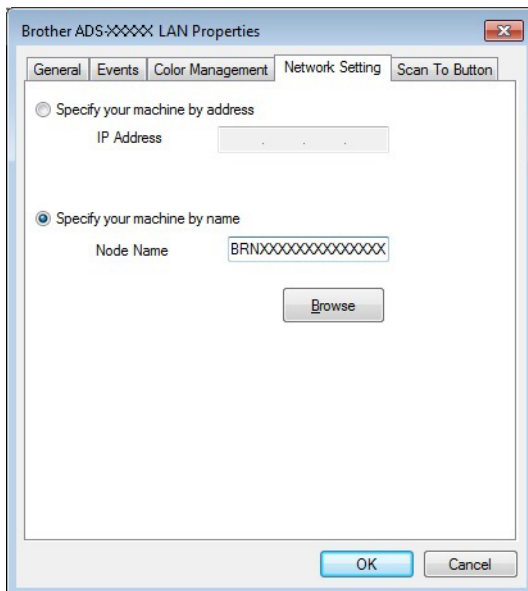 Brother ADS-XXXXX LAN Properties
General Events Color Management Network Setting Scan To Button
Specify your machine by address
IP Address . . .
Specify your machine by name
Node Name BRNXXXXXXXXXXXXXX
Browse
OK Cancel